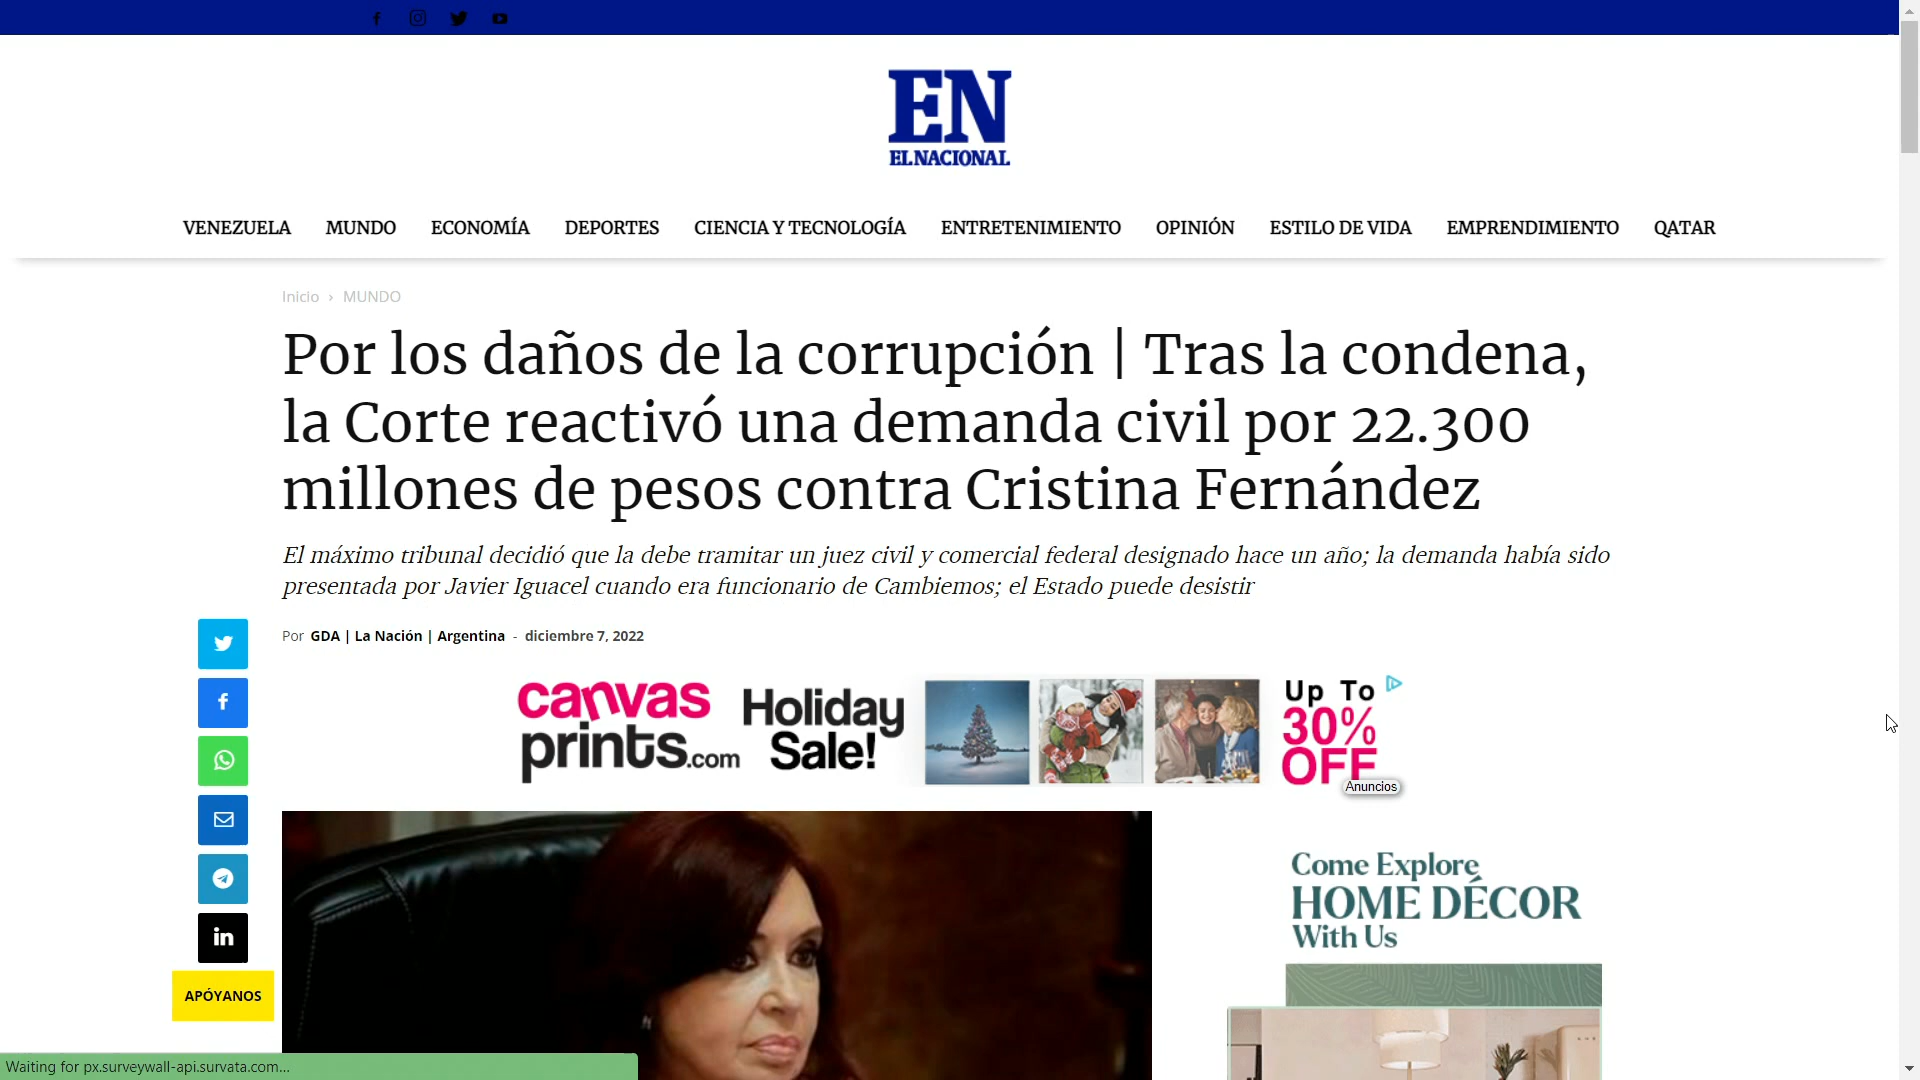 EN
EL NACIONAL
VENEZUELA MUNDO ECONOMÍA DEPORTES CIENCIA Y TECNOLOGÍA ENTRETENIMIENTO OPINIÓN ESTILO DE VIDA EMPRENDIMIENTO QATAR
Inicio › MUNDO
Por los daños de la corrupción | Tras la condena,
la Corte reactivó una demanda civil por 22.300
millones de pesos contra Cristina Fernández
El máximo tribunal decidió que la debe tramitar un juez civil y comercial federal designado hace un año; la demanda había sido
presentada por Javier Iguacel cuando era funcionario de Cambiemos; el Estado puede desistir
Por GDA | La Nación | Argentina - diciembre 7, 2022
canvas
prints.com
Holiday
Sale!
Up To
30%
OFF
Anuncios
Come Explore
HOME DÉCOR
With Us
APÓYANOS
Waiting for px.surveywall-api.survata.com...